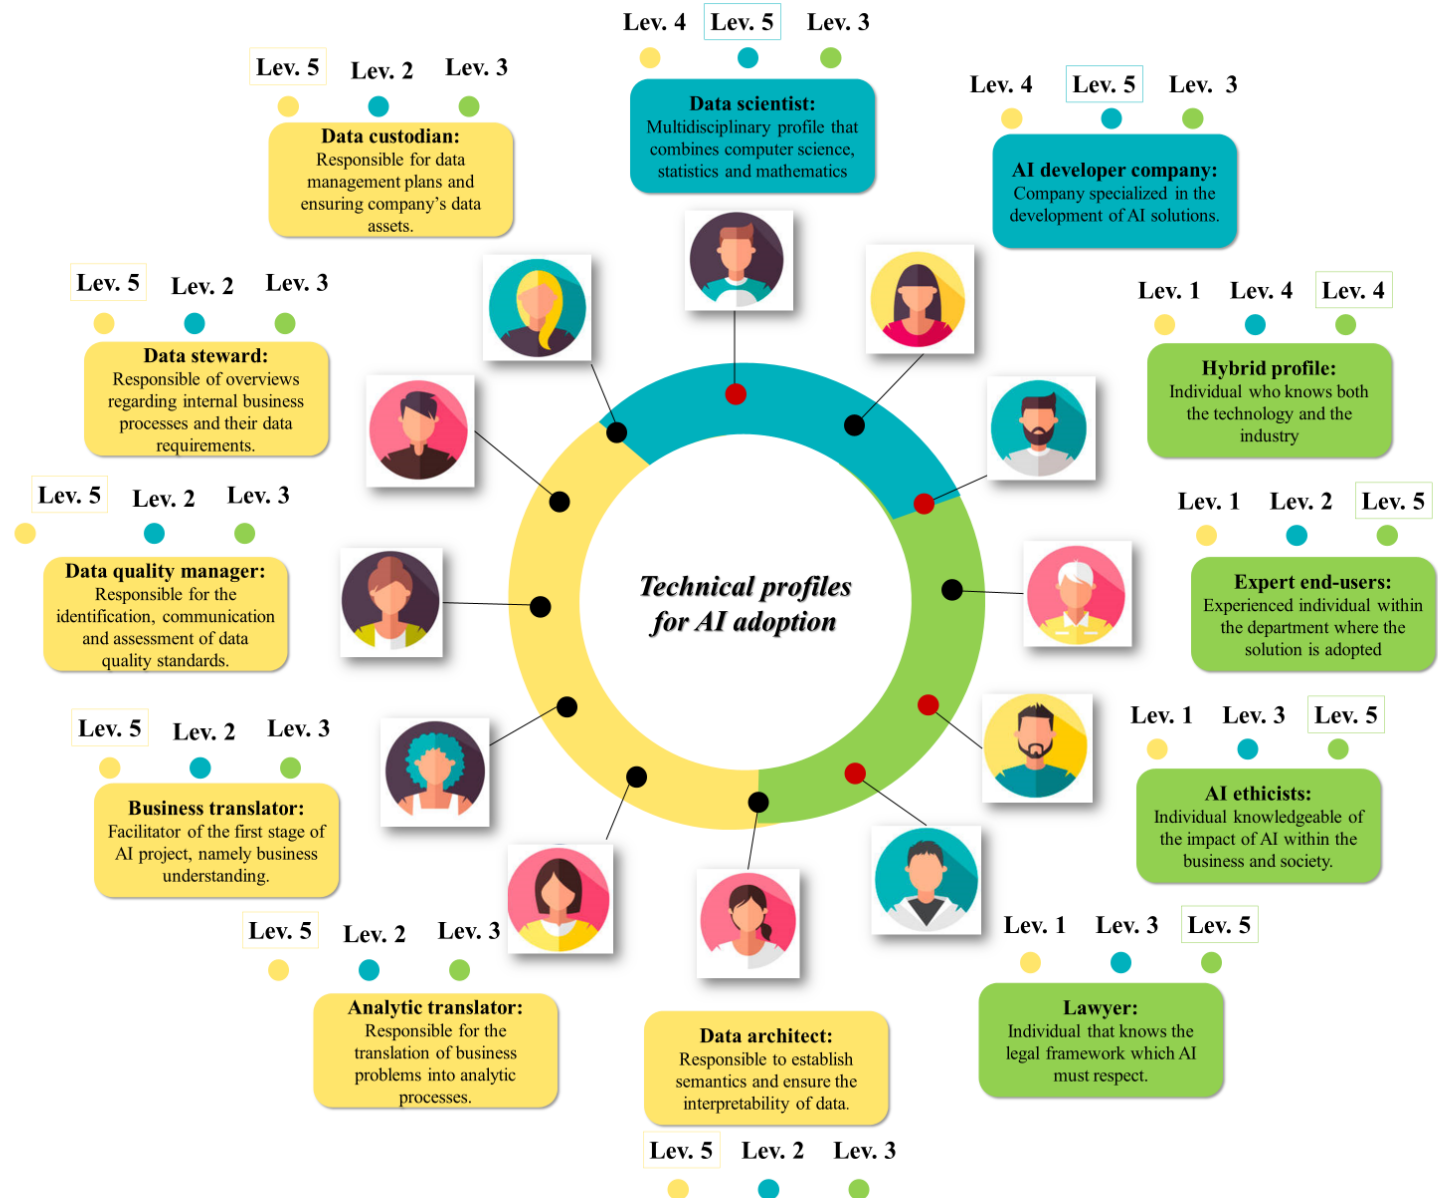 Lev. 4 Lev. 5 Lev. 3
Data scientist:
Multidisciplinary profile that
combines computer science,
statistics and mathematics
Lev. 4 Lev. 5 Lev. 3
AI developer company:
Company specialized in the
development of AI solutions.
Lev. 1 Lev. 4 Lev. 4
Hybrid profile:
Individual who knows both
the technology and the
industry
Lev. 1 Lev. 2 Lev. 5
Expert end-users:
Experienced individual within
the department where the
solution is adopted
Lev. 1 Lev. 3 Lev. 5
AI ethicists:
Individual knowledgeable of
the impact of AI within the
business and society.
Lev. 1 Lev. 3 Lev. 5
Lawyer:
Individual that knows the
legal framework which AI
must respect.
Data architect:
Responsible to establish
semantics and ensure the
interpretability of data.
Lev. 5 Lev. 2 Lev. 3
Lev. 5 Lev. 2 Lev. 3
Analytic translator:
Responsible for the
translation of business
problems into analytic
processes.
Lev. 5 Lev. 2 Lev. 3
Business translator:
Facilitator of the first stage of
AI project, namely business
understanding.
Lev. 5 Lev. 2 Lev. 3
Data quality manager:
Responsible for the
identification, communication
and assessment of data
quality standards.
Lev. 5 Lev. 2 Lev. 3
Data steward:
Responsible of overviews
regarding internal business
processes and their data
requirements.
Lev. 5 Lev. 2 Lev. 3
Data custodian:
Responsible for data
management plans and
ensuring company's data
assets.
Technical profiles
for AI adoption